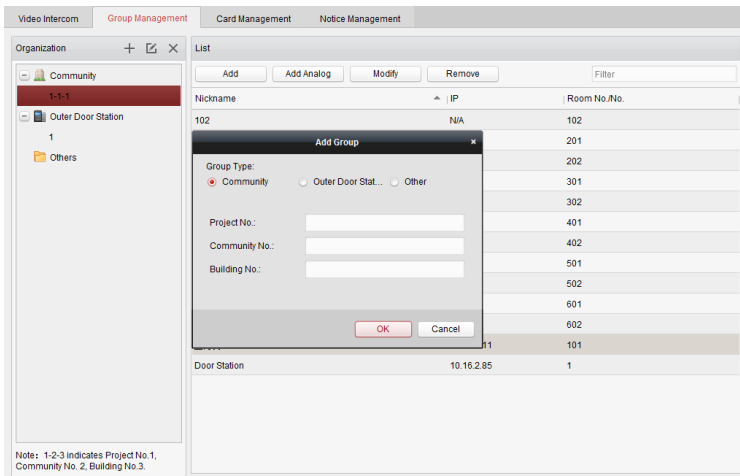 Video Intercom Group Management Card Management Notice Management
Organization
List
Community
1-1-1
Outer Door Station
1
Others
Note: 1-2-3 indicates Project No.1,
Community No. 2, Building No.3.
Add Add Analog Modify Remove Filter
Nickname IP Room No./No.
102 N/A 102
201
202
301
302
401
402
501
502
601
602
11 101
Door Station 10.16.2.85 1
Add Group
Group Type:
Community Outer Door Stat... Other
Project No.:
Community No.:
Building No.:
OK Cancel